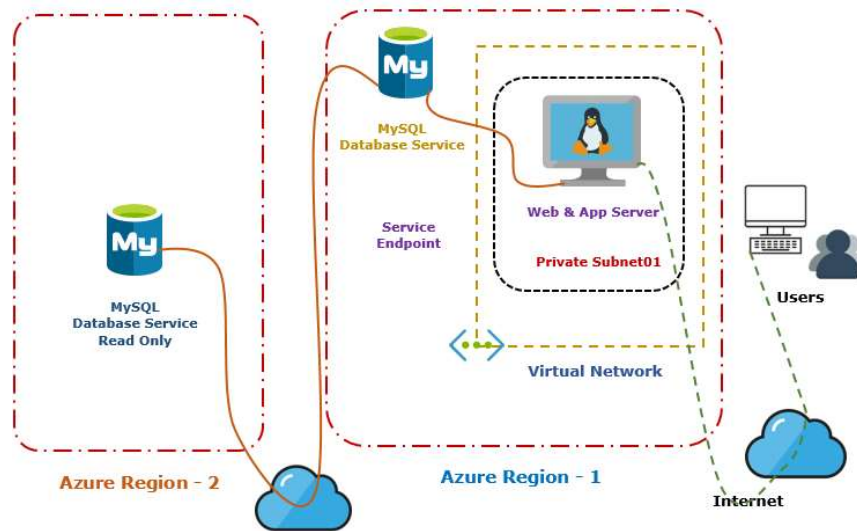 My
MySQL
Database Service
Service
Endpoint
Web & App Server
Private Subnet01
Virtual Network
My
MySQL
Database Service
Read Only
Users
Azure Region - 2
Azure Region - 1
Internet